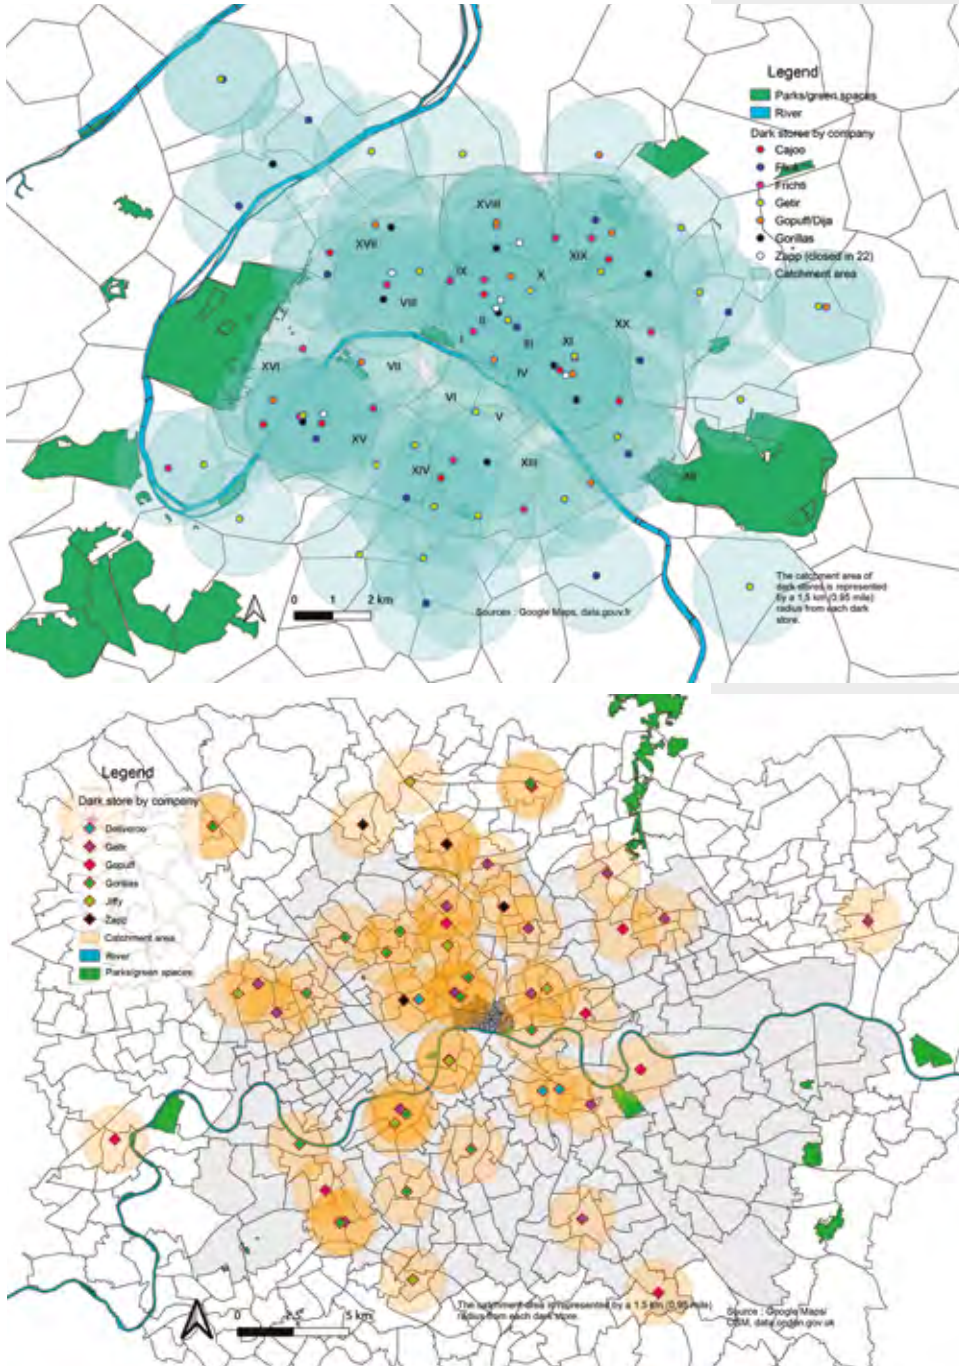 Legend
Parks/green spaces
River
Dark stores by company
Cajoo
Flink
Frichti
Getir
Gopuff/Dija
Gorillas
Zapp (closed in 22)
Catchment area
XVIII
XVII
XIX
IX
X
VIII
II
XX
I
III
XI
XVI
VII
IV
VI
V
XV
XIV
XIII
XII
The catchment area of
dark stores is represented
by a 1,5 km (0,95 mile)
radius from each dark
store.
0 1 2 km
Sources : Google Maps, data.gouv.fr
Legend
Dark store by company
Deliveroo
Getir
Gopuff
Gorillas
Jiffy
Zapp
Catchment area
River
Parks/green spaces
0 2.5 5 km
The catchment area is represented by a 1,5 km (0,95 mile)
radius from each dark store.
Source : Google Maps/
data.london.gov.uk